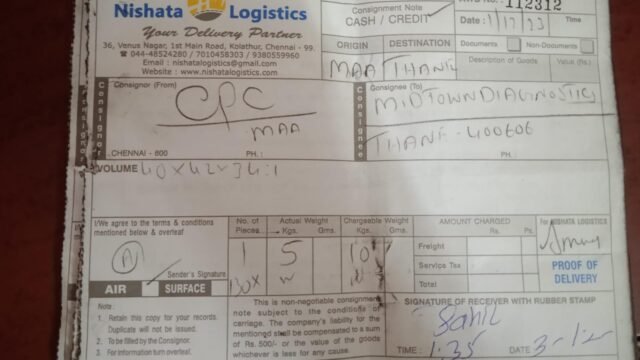 Nishata Logistics
Your Delivery Partner
36, Venus Nagar, 1st Main Road, Kolathur, Chennai - 99.
☎ 044-48524280 / 7010458303 / 9380559960
Email : nishatalogistics@gmail.com
Website : www.nishatalogistics.com
Consignment Note
CASH / CREDIT
112312
Date : 1/12/23 Time
ORIGIN DESTINATION
MAA THANE
Documents Non-Documents
Description of Goods Value (Rs.)
Consignor
Consignor (From)
CPC
MAA
CHENNAI - 600 PH. :
Consignee
Consignee (To)
MIDTOWN DIAGNOSTICS
THANE - 400606
PH.
VOLUME 40x42x34:1
I/We agree to the terms & conditions
mentioned below & overleaf
Sender's Signature
AIR SURFACE
No. of Pieces
Actual Weight
Kgs. Gms.
Chargeable Weight
Kgs. Gms.
1 5 10
BOX
AMOUNT CHARGED
Rs. Ps.
Freight
Service Tax
Total
For NISHATA LOGISTICS
PROOF OF
DELIVERY
Note :
1. Retain this copy for your records.
Duplicate will not be issued.
2. To be filled by the Consignor.
3. For information turn overleaf.
This is non-negotiable consignment
note subject to the conditions of
carriage. The company's liability for the
mentioned shall be compensated to a sum
of Rs. 500/- or the value of the goods
whichever is less for any cause.
SIGNATURE OF RECEIVER WITH RUBBER STAMP
Sahil
TIME : 1.35 DATE